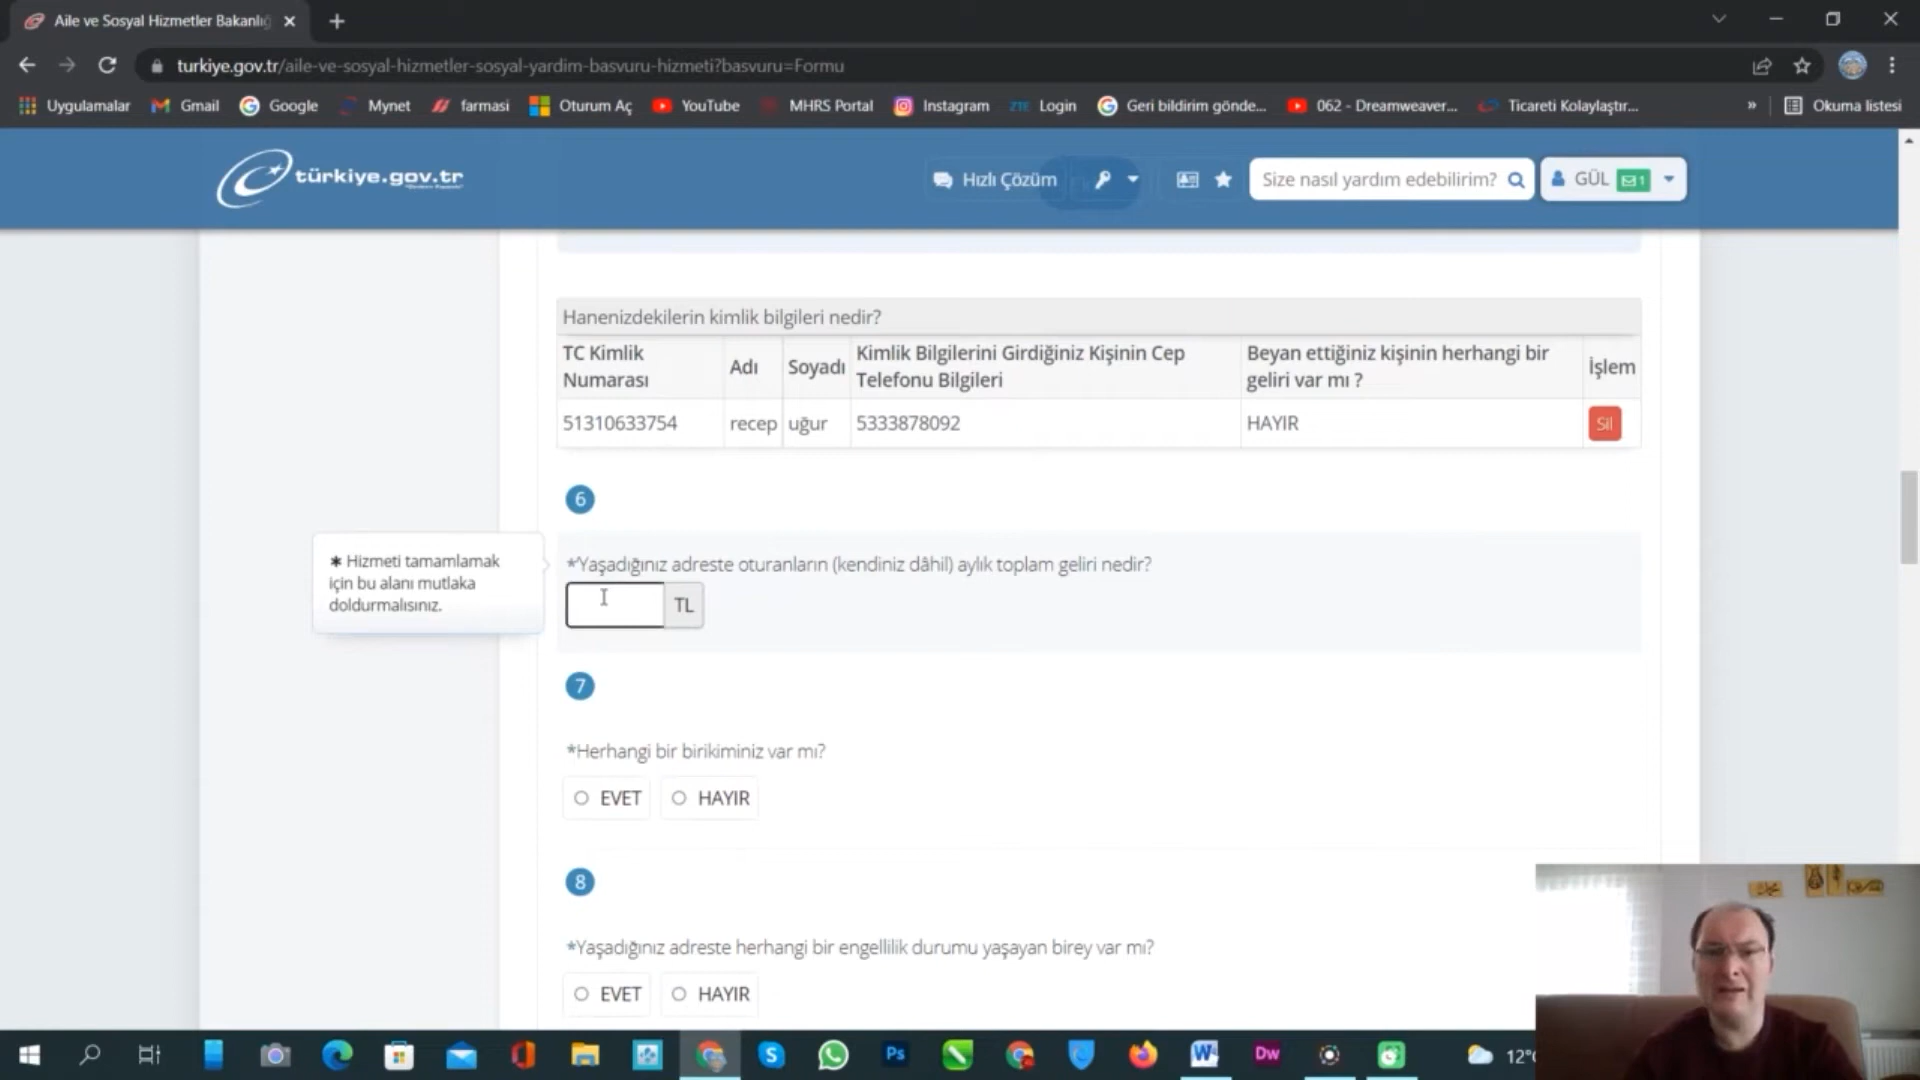 Aile ve Sosyal Hizmetler Bakanlığ
turkiye.gov.tr/aile-ve-sosyal-hizmetler-sosyal-yardim-basvuru-hizmeti?basvuru=Formu
Uygulamalar Gmail Google Mynet farmasi Oturum Aç YouTube MHRS Portal Instagram ZTE Login Geri bildirim gönde... 062 - Dreamweaver... Ticareti Kolaylaştır... » Okuma listesi
türkiye.gov.tr
Hızlı Çözüm
Size nasıl yardım edebilirim?
GÜL 1
Hanenizdekilerin kimlik bilgileri nedir?
TC Kimlik Numarası Adı Soyadı Kimlik Bilgilerini Girdiğiniz Kişinin Cep Telefonu Bilgileri Beyan ettiğiniz kişinin herhangi bir geliri var mı ? İşlem
51310633754 recep uğur 5333878092 HAYIR Sil
6
* Hizmeti tamamlamak
için bu alanı mutlaka
doldurmalısınız.
*Yaşadığınız adreste oturanların (kendiniz dâhil) aylık toplam geliri nedir?
TL
7
*Herhangi bir birikiminiz var mı?
EVET HAYIR
8
*Yaşadığınız adreste herhangi bir engellilik durumu yaşayan birey var mı?
EVET HAYIR
Ps
W
Dw
12°